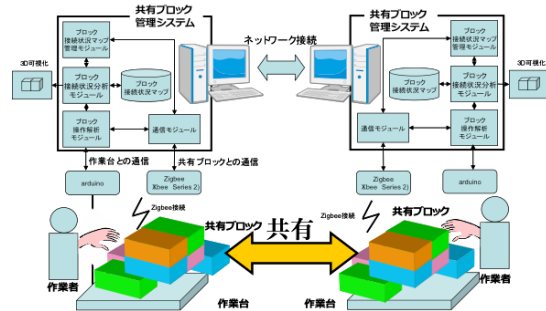 共有ブロック
管理システム
ブロック
接続状況マップ
管理モジュール
3D可視化
ブロック
接続状況分析
モジュール
ブロック
接続状況マップ
ブロック
操作解析
モジュール
通信モジュール
作業台との通信
共有ブロックとの通信
arduino
Zigbee
Xbee Series 2)
Zigbee接続
共有ブロック
作業者
作業台
ネットワーク接続
共有
共有ブロック
管理システム
ブロック
接続状況マップ
管理モジュール
ブロック
接続状況マップ
ブロック
接続状況分析
モジュール
3D可視化
通信モジュール
ブロック
操作解析
モジュール
Zigbee
Xbee Series 2)
arduino
Zigbee接続
共有ブロック
作業者
作業台